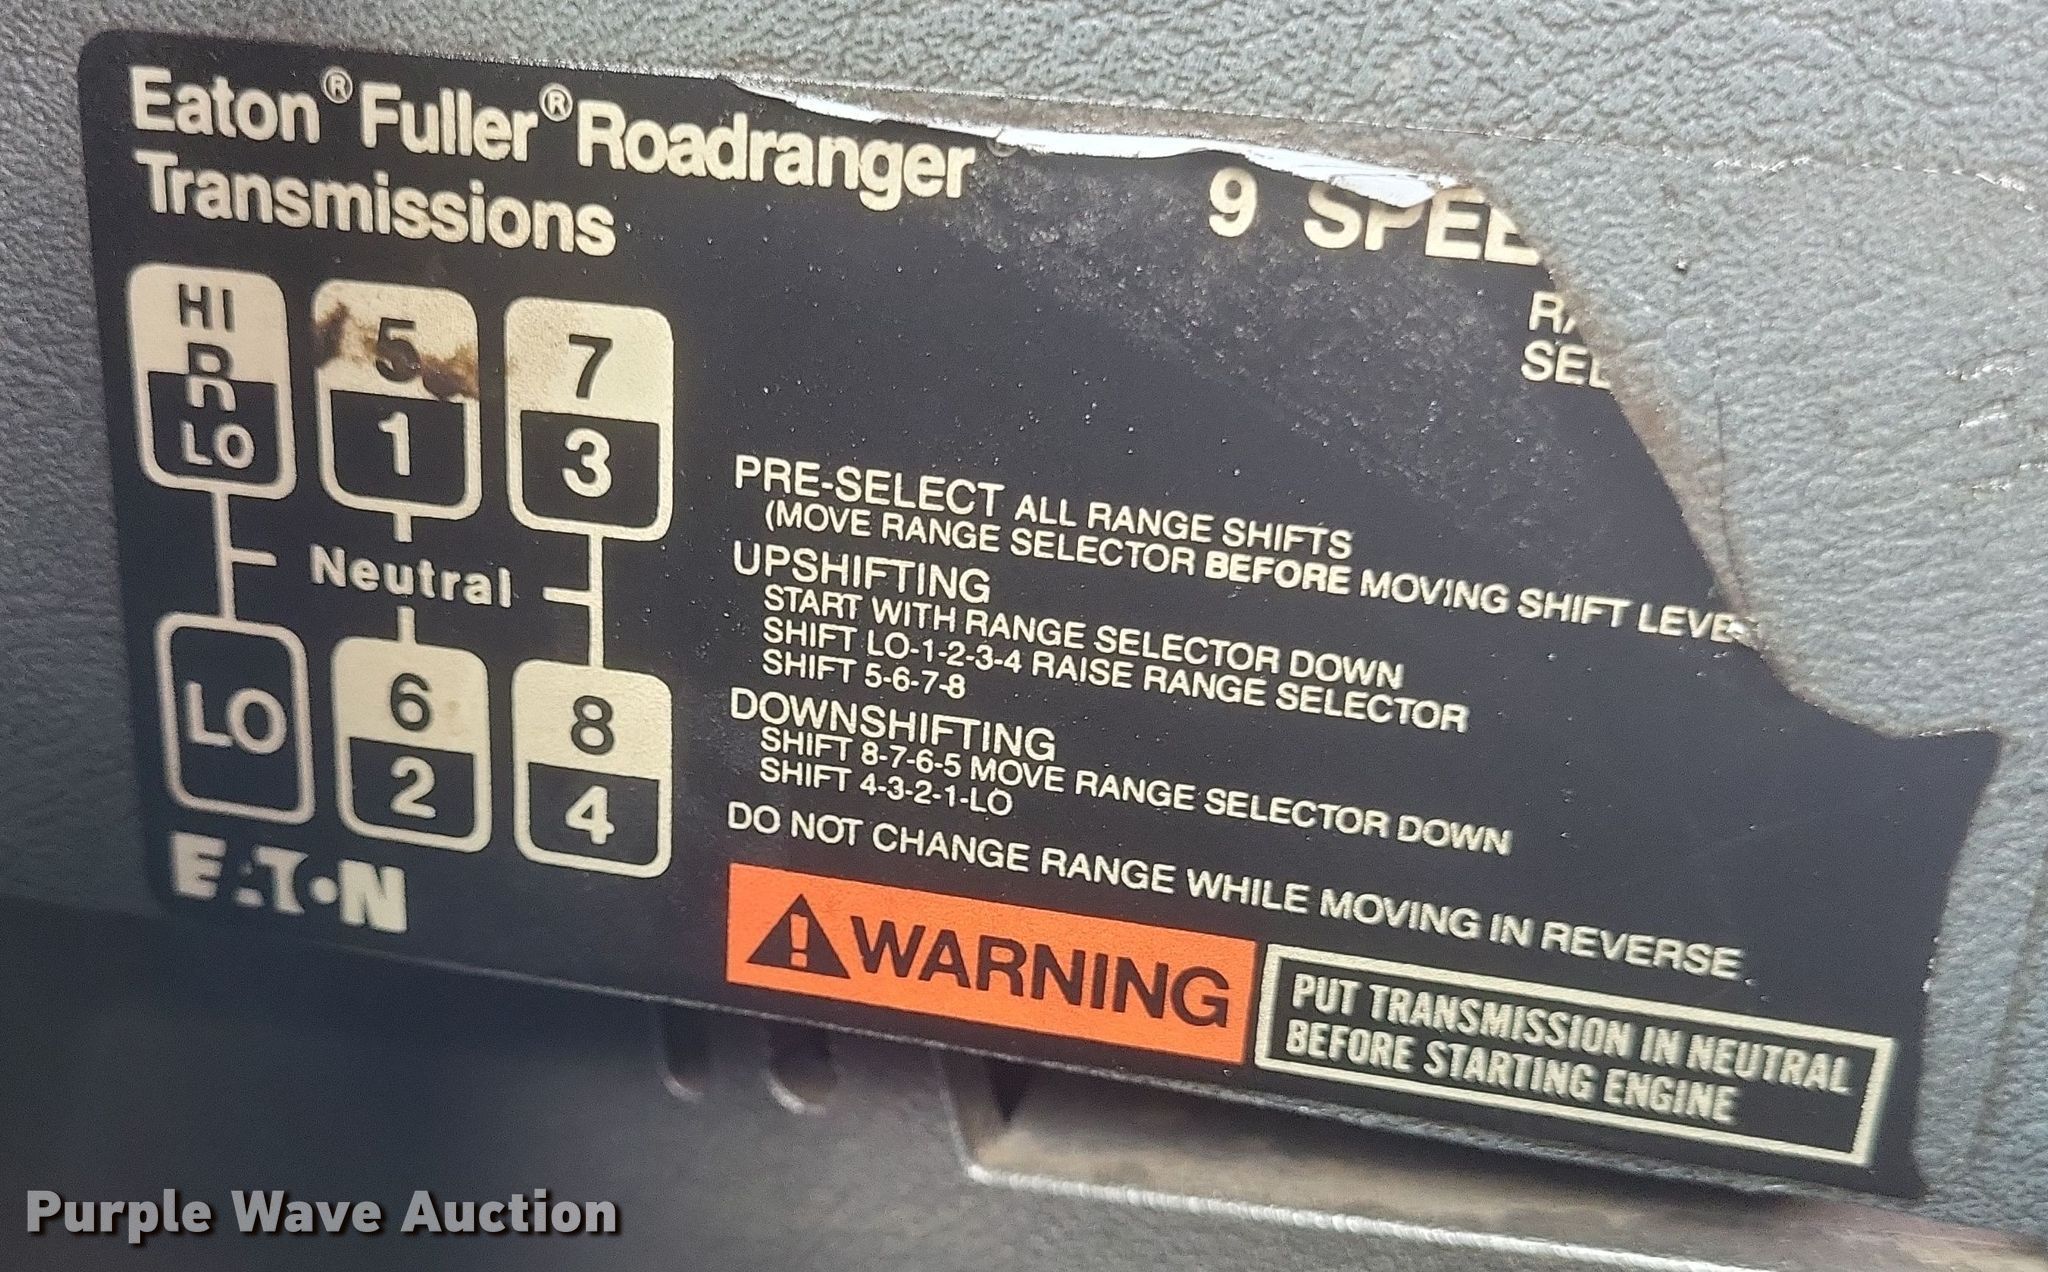 Eaton® Fuller® Roadranger
Transmissions
9 SPEE
RA
SEL
HI
R
LO
5
1
7
3
Neutral
LO
6
2
8
4
EATON
PRE-SELECT ALL RANGE SHIFTS
(MOVE RANGE SELECTOR BEFORE MOVING SHIFT LEVE
UPSHIFTING
START WITH RANGE SELECTOR DOWN
SHIFT LO-1-2-3-4 RAISE RANGE SELECTOR
SHIFT 5-6-7-8
DOWNSHIFTING
SHIFT 8-7-6-5 MOVE RANGE SELECTOR DOWN
SHIFT 4-3-2-1-LO
DO NOT CHANGE RANGE WHILE MOVING IN REVERSE.
WARNING
PUT TRANSMISSION IN NEUTRAL
BEFORE STARTING ENGINE
Purple Wave Auction